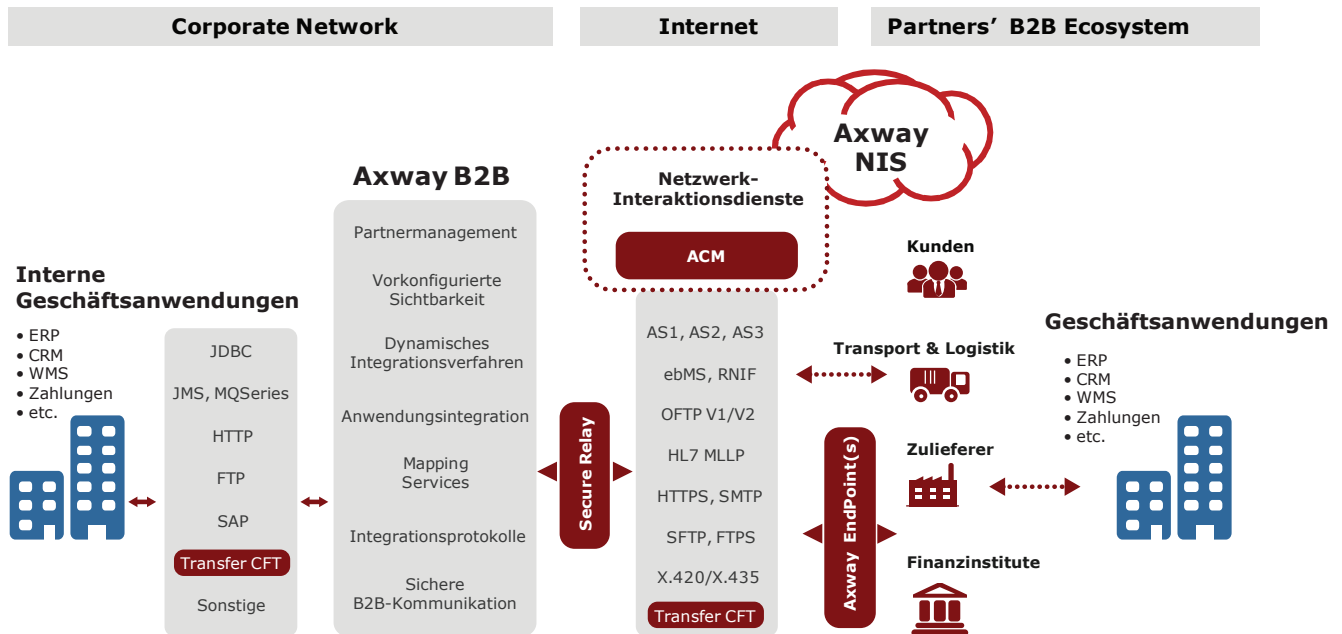 Corporate Network
Internet
Partners' B2B Ecosystem
Axway
NIS
Netzwerk-
Interaktionsdienste
ACM
Axway B2B
Partnermanagement
Vorkonfigurierte
Sichtbarkeit
Dynamisches
Integrationsverfahren
Anwendungsintegration
Mapping
Services
Integrationsprotokolle
Sichere
B2B-Kommunikation
Interne
Geschäftsanwendungen
• ERP
• CRM
• WMS
• Zahlungen
• etc.
JDBC
JMS, MQSeries
HTTP
FTP
SAP
Transfer CFT
Sonstige
Secure Relay
AS1, AS2, AS3
ebMS, RNIF
OFTP V1/V2
HL7 MLLP
HTTPS, SMTP
SFTP, FTPS
X.420/X.435
Transfer CFT
Axway EndPoint(s)
Kunden
Transport & Logistik
Zulieferer
Finanzinstitute
Geschäftsanwendungen
• ERP
• CRM
• WMS
• Zahlungen
• etc.